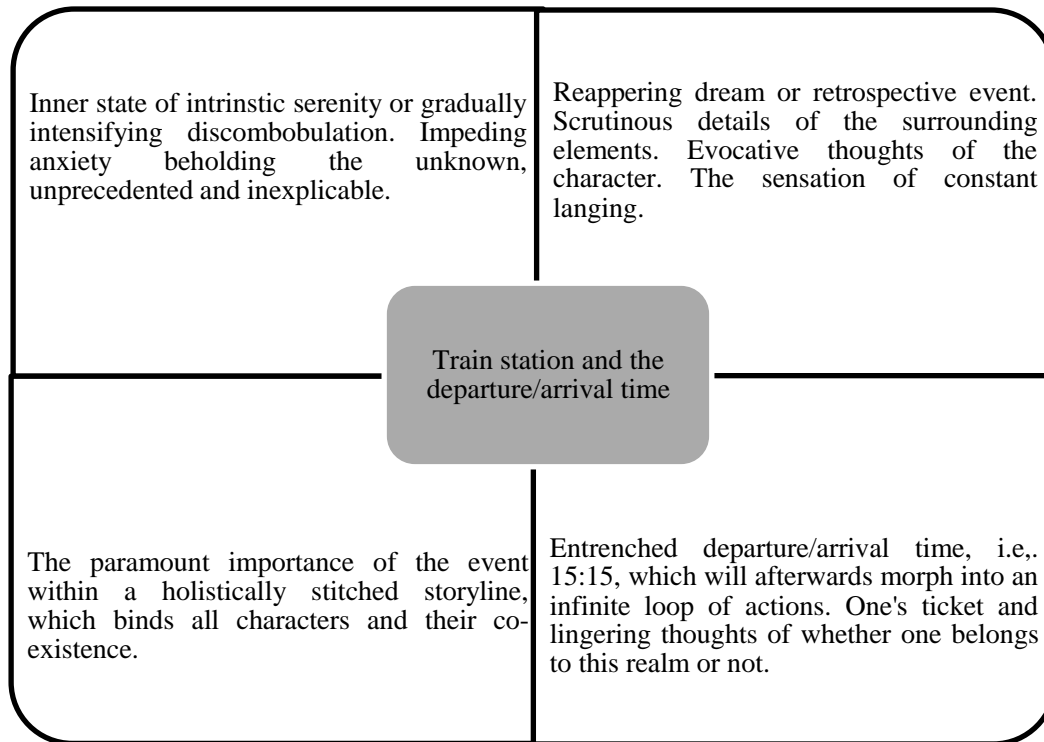 Inner state of intrinstic serenity or gradually
intensifying discombobulation. Impeding
anxiety beholding the unknown,
unprecedented and inexplicable.
Reappering dream or retrospective event.
Scrutinous details of the surrounding
elements. Evocative thoughts of the
character. The sensation of constant
langing.
Train station and the
departure/arrival time
The paramount importance of the event
within a holistically stitched storyline,
which binds all characters and their co-
existence.
Entrenched departure/arrival time, i.e,.
15:15, which will afterwards morph into an
infinite loop of actions. One's ticket and
lingering thoughts of whether one belongs
to this realm or not.